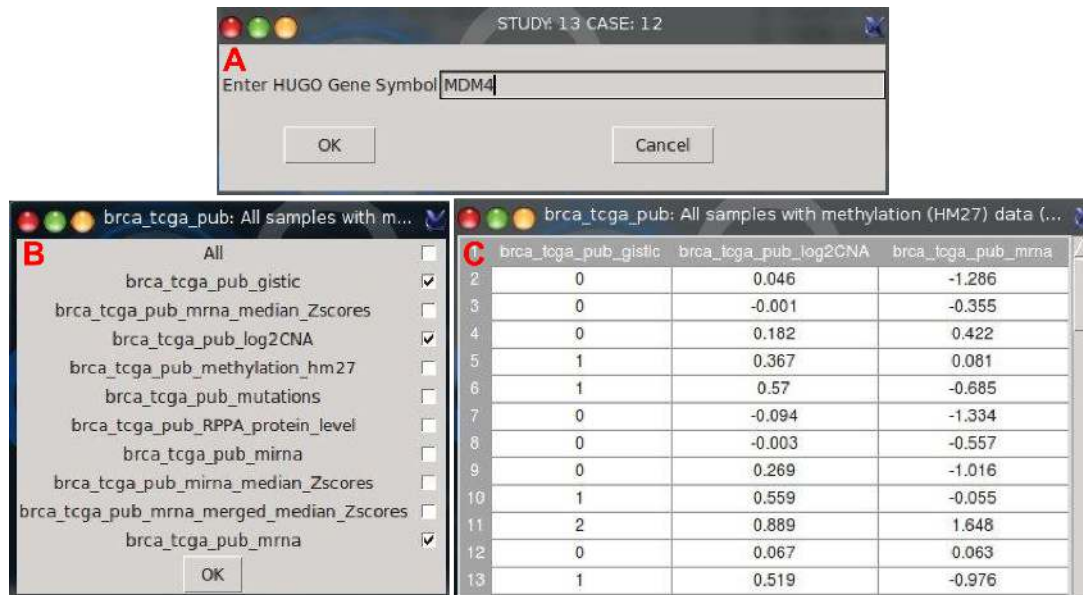 STUDY: 13 CASE: 12
A
Enter HUGO Gene Symbol MDM4
OK Cancel
brca_tcga_pub: All samples with m...
B
All
brca_tcga_pub_gistic
brca_tcga_pub_mrna_median_Zscores
brca_tcga_pub_log2CNA
brca_tcga_pub_methylation_hm27
brca_tcga_pub_mutations
brca_tcga_pub_RPPA_protein_level
brca_tcga_pub_mirna
brca_tcga_pub_mirna_median_Zscores
brca_tcga_pub_mrna_merged_median_Zscores
brca_tcga_pub_mrna
OK
brca_tcga_pub: All samples with methylation (HM27) data (...
C
1 brca_tcga_pub_gistic brca_tcga_pub_log2CNA brca_tcga_pub_mrna
2 0 0.046 -1.286
3 0 -0.001 -0.355
4 0 0.182 0.422
5 1 0.367 0.081
6 1 0.57 -0.685
7 0 -0.094 -1.334
8 0 -0.003 -0.557
9 0 0.269 -1.016
10 1 0.559 -0.055
11 2 0.889 1.648
12 0 0.067 0.063
13 1 0.519 -0.976